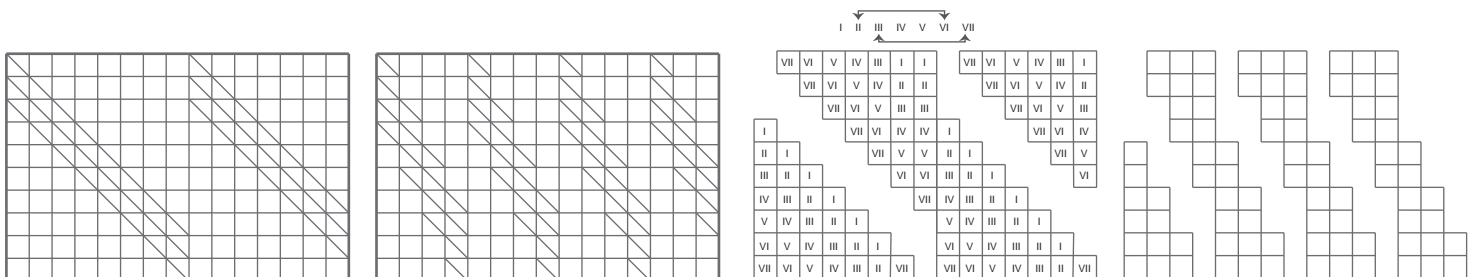 I II III IV V VI VII
VII VI V IV III I I VII VI V IV III I
VII VI V IV II II VII VI V IV II
VII VI V III III VII VI V III
I VII VI IV IV I VII VI IV
II I VII V V II I VII V
III II I VI VI III II I VI
IV III II I VII IV III II I
V IV III II I V IV III II I
VI V IV III II I VI V IV III II I
VII VI V IV III II VII VII VI V IV III II VII